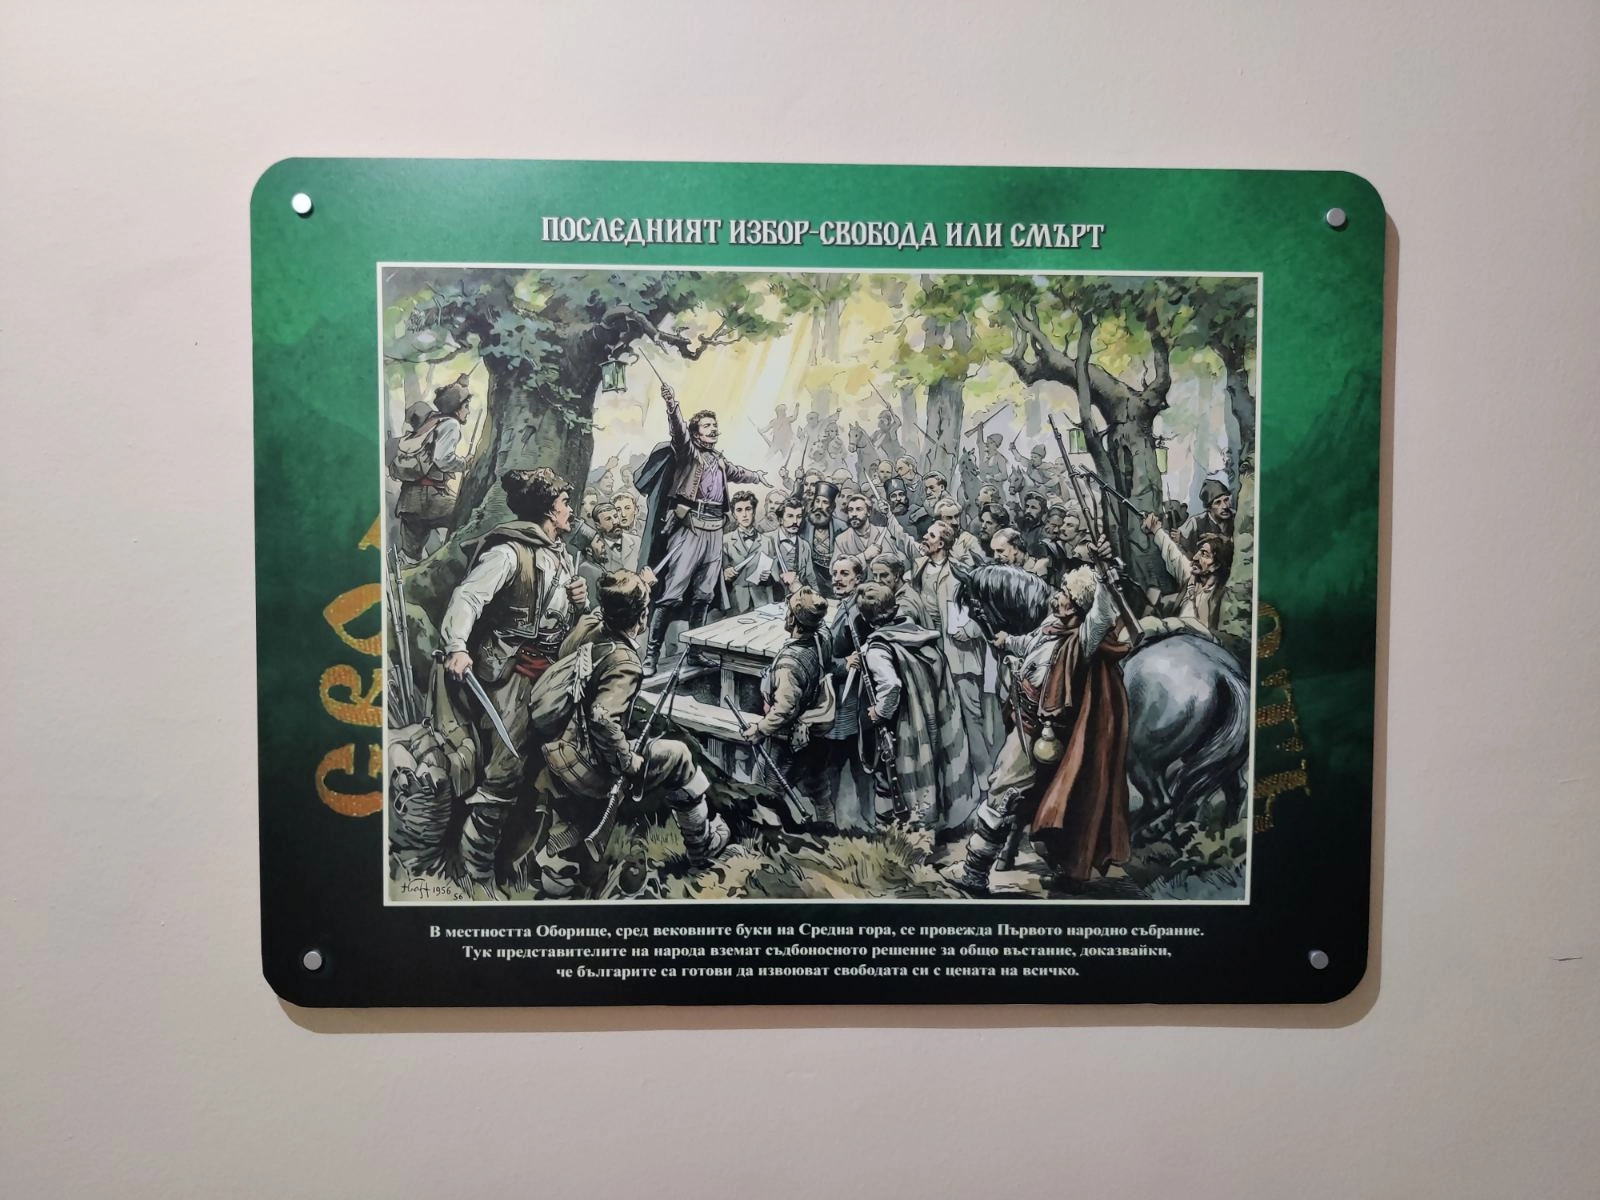 ПОСЛЕДНИЯТ ИЗБОР-СВОБОДА ИЛИ СМЪРТ
1956
56
В местността Оборище, сред вековните буки на Средна гора, се провежда Първото народно събрание.
Тук представителите на народа вземат съдбоносното решение за общо въстание, доказвайки,
че българите са готови да извоюват свободата си с цената на всичко.